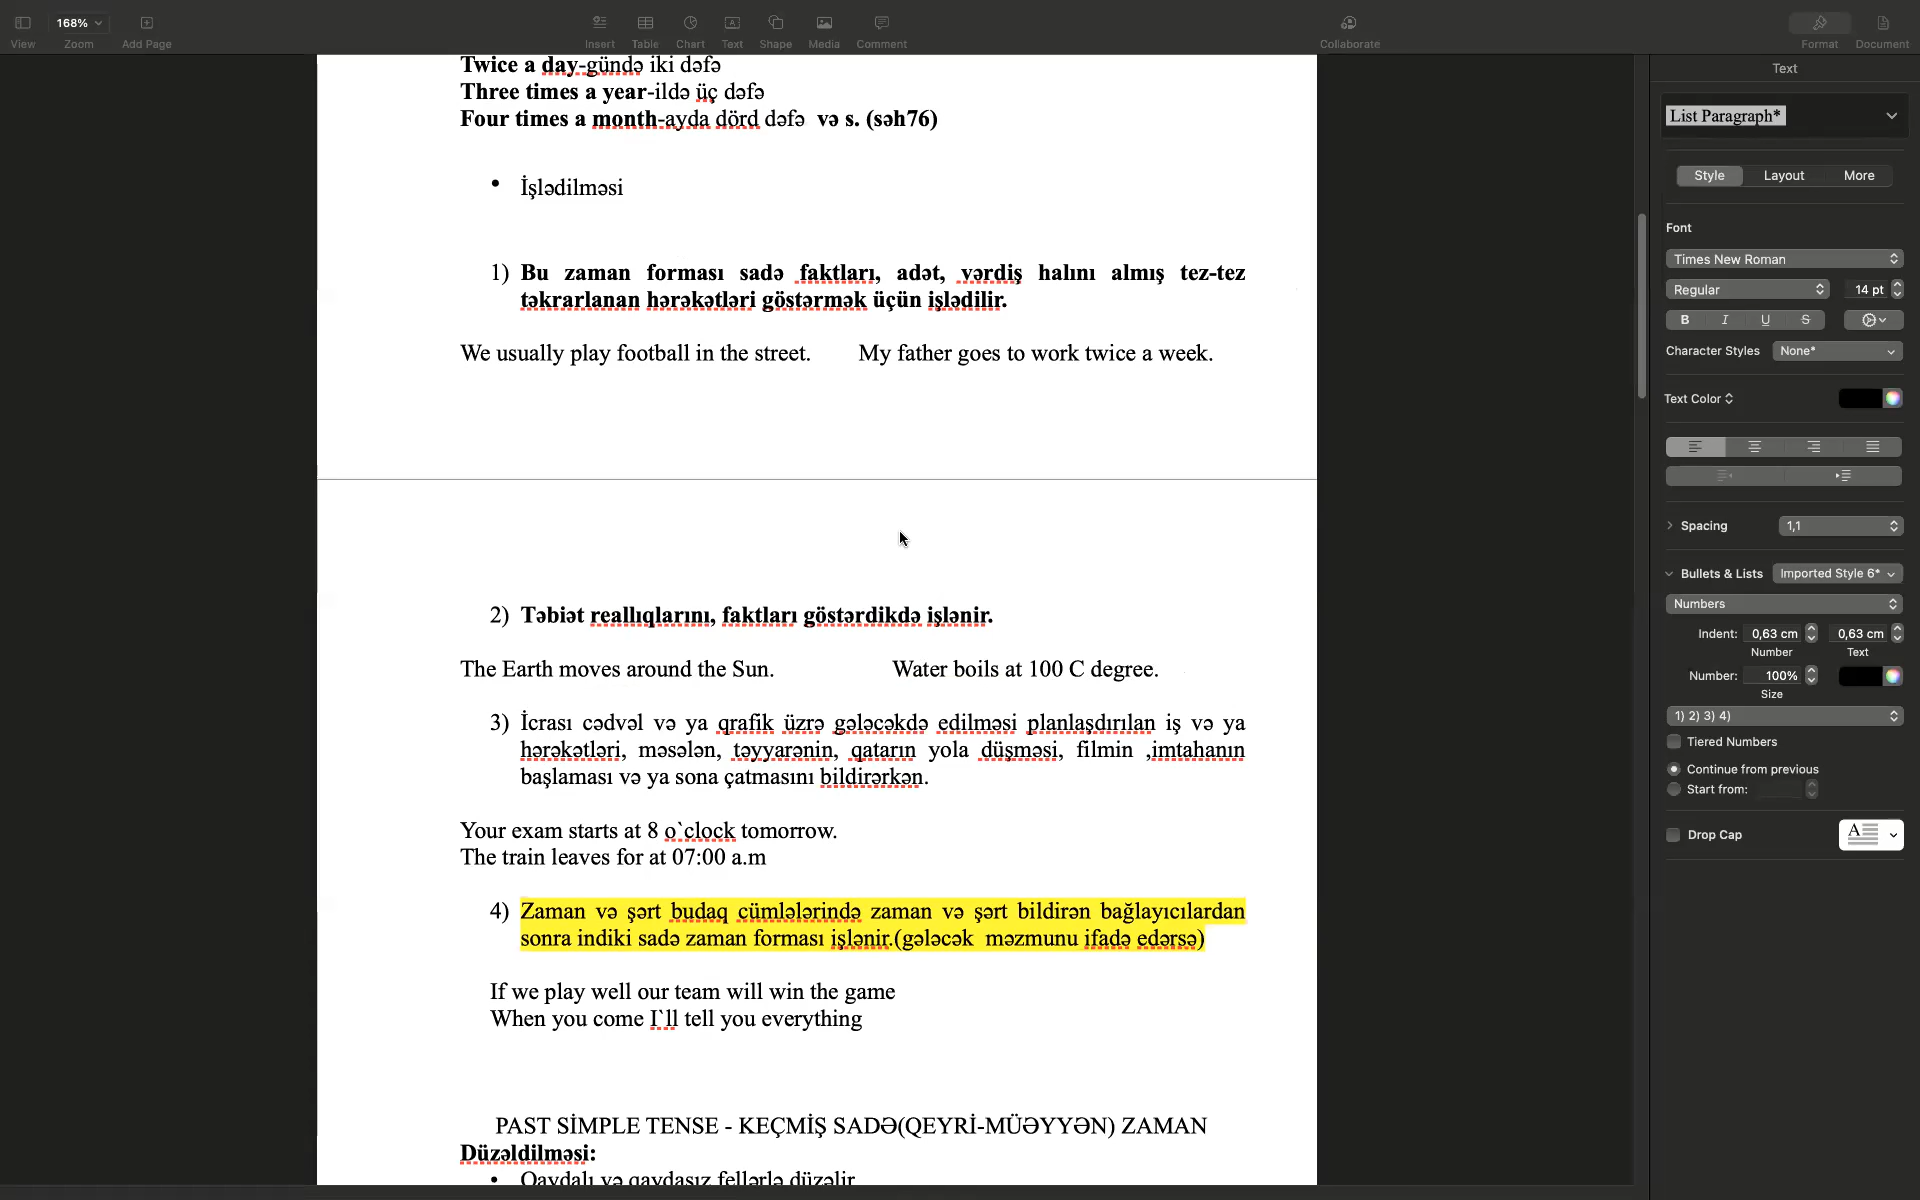 168%
View
Zoom
Add Page
Insert
Table
Chart
Text
Shape
Media
Comment
Collaborate
Format
Document
Twice a day-gündə iki dəfə
Three times a year-ildə üç dəfə
Four times a month-ayda dörd dəfə  və s. (səh76)
• İşlədilməsi
1) Bu zaman forması sadə faktları, adət, vərdiş halını almış tez-tez
təkrarlanan hərəkətləri göstərmək üçün işlədilir.
We usually play football in the street. My father goes to work twice a week.
2) Təbiət reallıqlarını, faktları göstərdikdə işlənir.
The Earth moves around the Sun. Water boils at 100 C degree.
3) İcrası cədvəl və ya qrafik üzrə gələcəkdə edilməsi planlaşdırılan iş və ya
hərəkətləri, məsələn, təyyarənin, qatarın yola düşməsi, filmin ,imtahanın
başlaması və ya sona çatmasını bildirərkən.
Your exam starts at 8 o`clock tomorrow.
The train leaves for at 07:00 a.m
4) Zaman və şərt budaq cümlələrində zaman və şərt bildirən bağlayıcılardan
sonra indiki sadə zaman forması işlənir.(gələcək  məzmunu ifadə edərsə)
If we play well our team will win the game
When you come I`ll tell you everything
PAST SİMPLE TENSE - KEÇMİŞ SADƏ(QEYRİ-MÜƏYYƏN) ZAMAN
Düzəldilməsi:
• Qaydalı və qaydasız fellərlə düzəlir
Text
List Paragraph*
Style
Layout
More
Font
Times New Roman
Regular
14 pt
B I U S
Character Styles
None*
Text Color
Spacing
1,1
Bullets & Lists
Imported Style 6*
Numbers
Indent: 0,63 cm 0,63 cm
Number Text
Number: 100%
Size
1) 2) 3) 4)
Tiered Numbers
Continue from previous
Start from:
Drop Cap
A